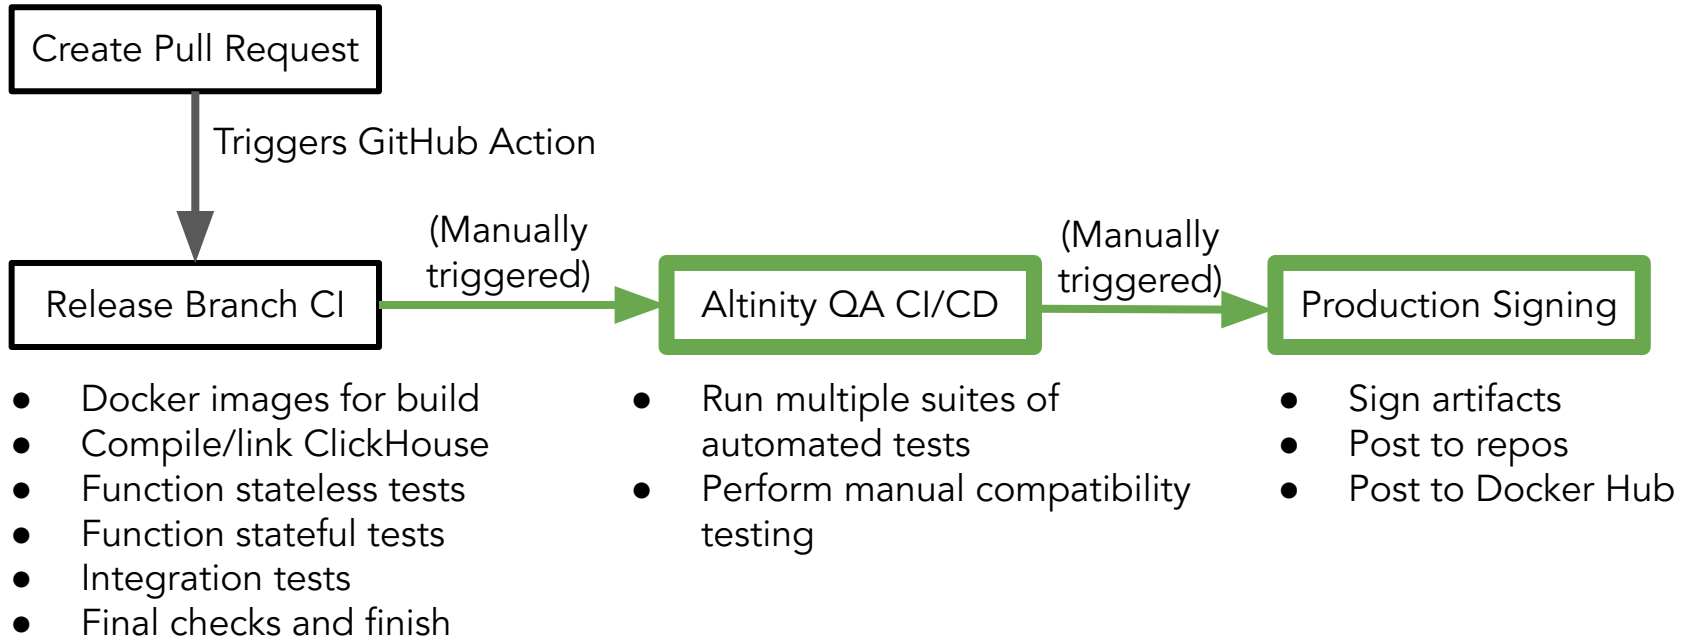 Create Pull Request
Triggers GitHub Action
(Manually
triggered)
(Manually
triggered)
Release Branch CI
Altinity QA CI/CD
Production Signing
● Docker images for build
● Compile/link ClickHouse
● Function stateless tests
● Function stateful tests
● Integration tests
● Final checks and finish
● Run multiple suites of
automated tests
● Perform manual compatibility
testing
● Sign artifacts
● Post to repos
● Post to Docker Hub